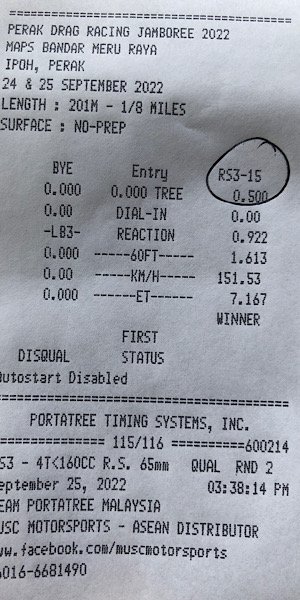 PERAK DRAG RACING JAMBOREE 2022
MAPS BANDAR MERU RAYA
IPOH, PERAK
24 & 25 SEPTEMBER 2022
LENGTH : 201M - 1/8 MILES
SURFACE : NO-PREP
BYE Entry RS3-15
0.000 0.000 TREE 0.500
0.00 DIAL-IN 0.00
-LB3- REACTION 0.922
0.000 ------60FT----- 1.613
0.00 ------KM/H----- 151.53
0.000 -------ET------ 7.167
WINNER
FIRST
DISQUAL STATUS
utostart Disabled
PORTATREE TIMING SYSTEMS, INC.
============ 115/116 ==========600214
S3 - 4T<160CC R.S. 65mm QUAL RND 2
eptember 25, 2022 03:38:14 PM
EAM PORTATREE MALAYSIA
USC MOTORSPORTS - ASEAN DISTRIBUTOR
ww.facebook.com/muscmotorsports
016-6681490